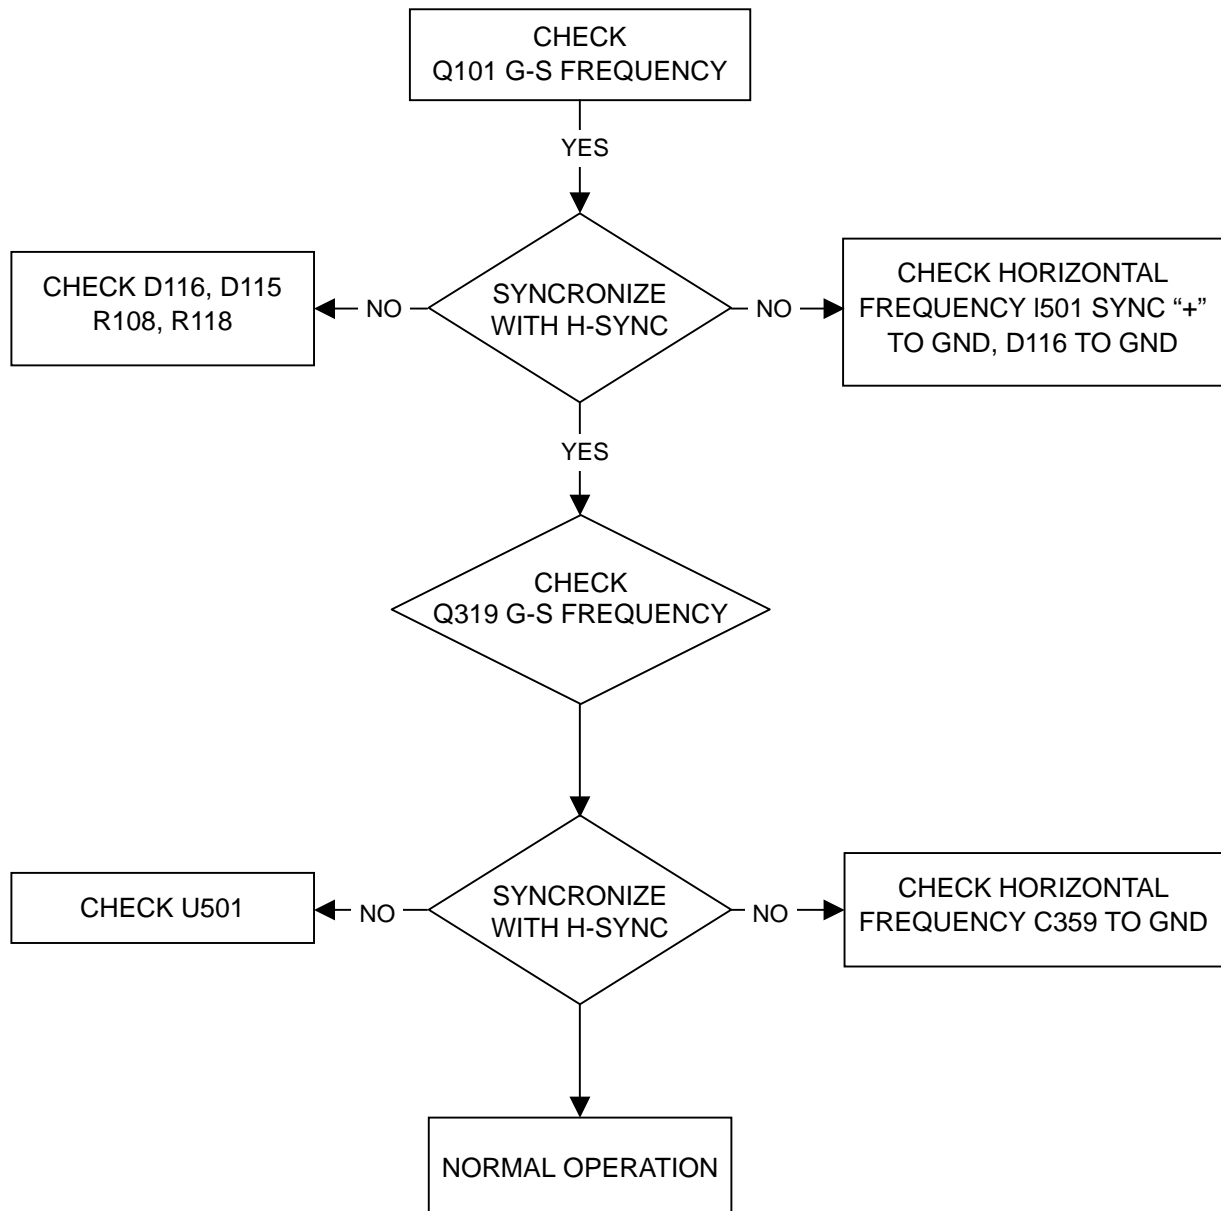 CHECK
Q101 G-S FREQUENCY
YES
CHECK D116, D115
R108, R118
NO
SYNCRONIZE
WITH H-SYNC
NO
CHECK HORIZONTAL
FREQUENCY I501 SYNC “+”
TO GND, D116 TO GND
YES
CHECK
Q319 G-S FREQUENCY
CHECK U501
NO
SYNCRONIZE
WITH H-SYNC
NO
CHECK HORIZONTAL
FREQUENCY C359 TO GND
NORMAL OPERATION